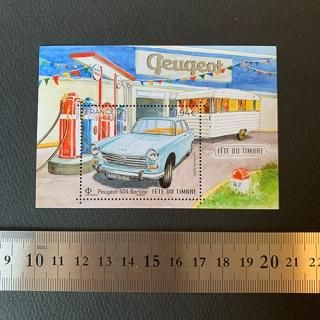 Peugeot
FRANCE
1,94€
FÊTE DU TIMBRE
Peugeot 404 Berline FÊTE DU TIMBRE
mm
9 10 11 12 13 14 15 16 17 18 19 20 21 22